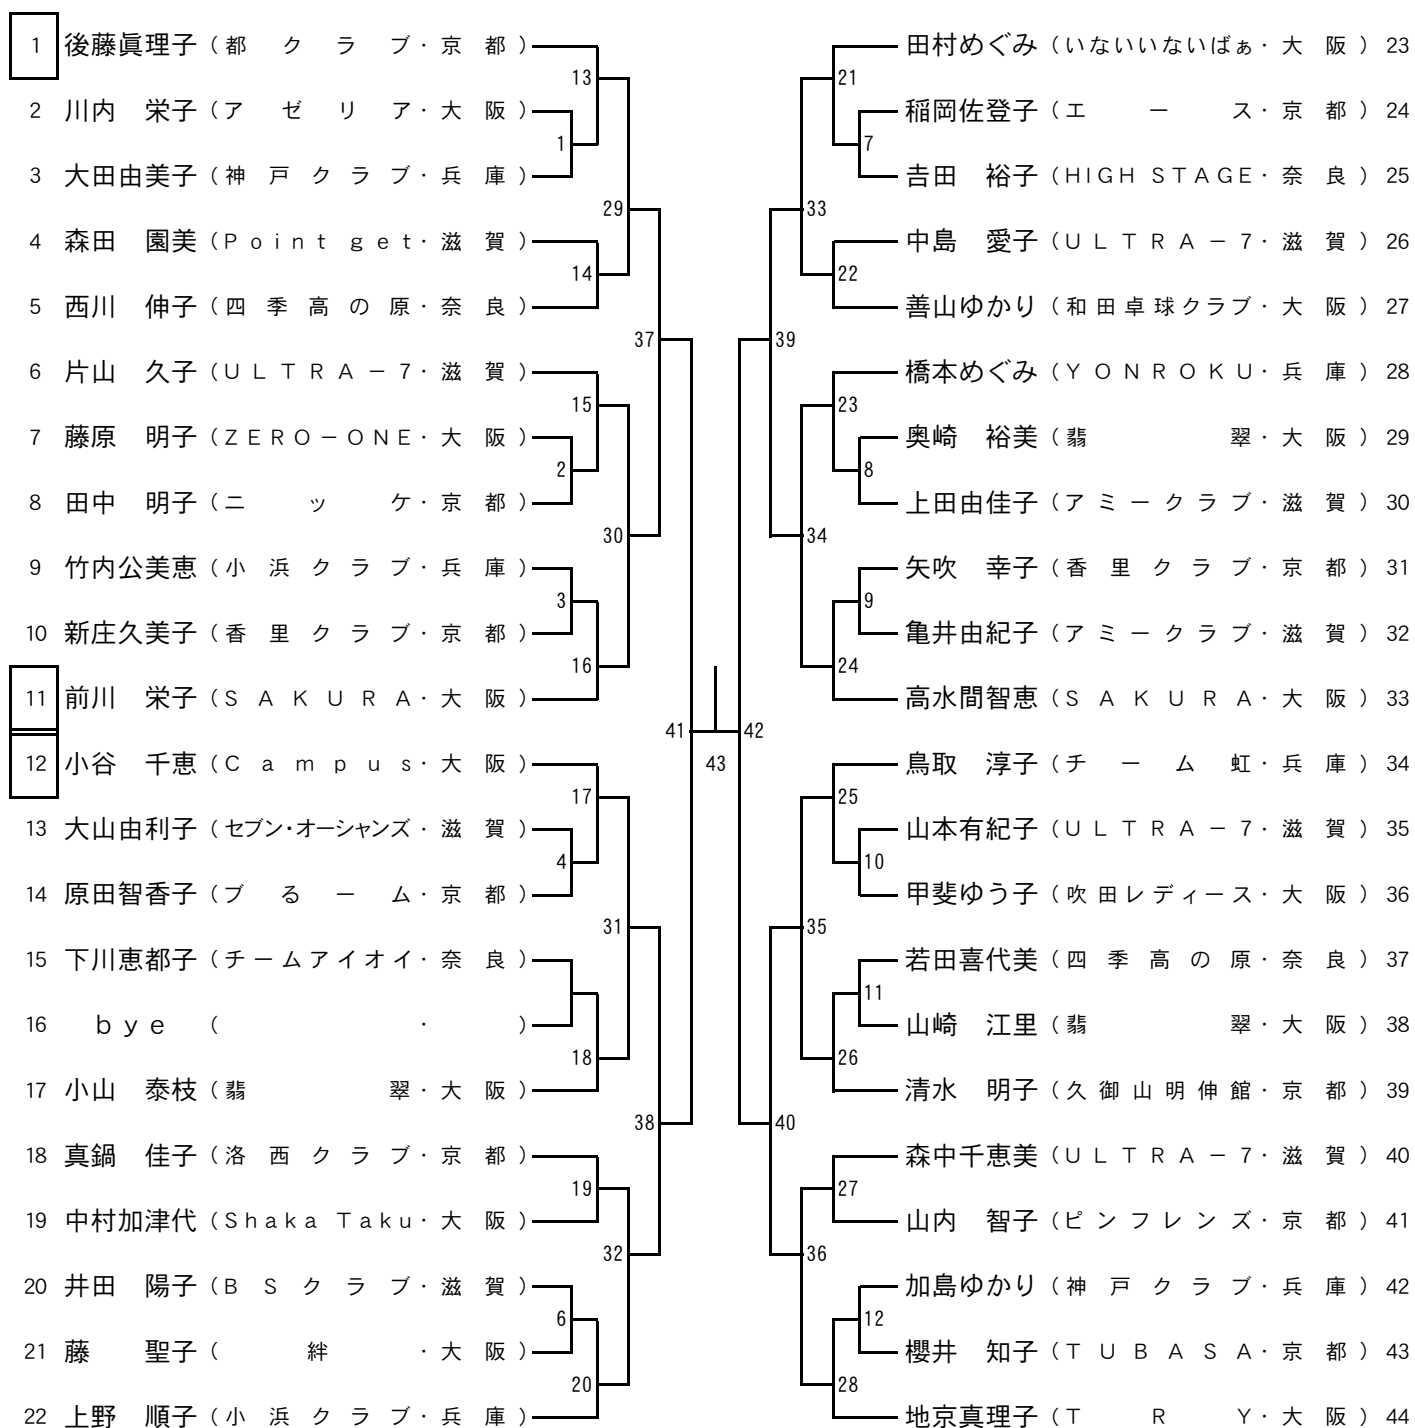 1 後藤眞理子 (都クラブ・京都)
2 川内 栄子 (アゼリア・大阪)
3 大田由美子 (神戸クラブ・兵庫)
4 森田 園美 (Point get・滋賀)
5 西川 伸子 (四季高の原・奈良)
6 片山 久子 (ULTRA－7・滋賀)
7 藤原 明子 (ZERO－ONE・大阪)
8 田中 明子 (ニッケ・京都)
9 竹内公美恵 (小浜クラブ・兵庫)
10 新庄久美子 (香里クラブ・京都)
11 前川 栄子 (SAKURA・大阪)
12 小谷 千恵 (Campus・大阪)
13 大山由利子 (セブン・オーシャンズ・滋賀)
14 原田智香子 (ブるーム・京都)
15 下川恵都子 (チームアイオイ・奈良)
16 bye ( ・ )
17 小山 泰枝 (翡翠・大阪)
18 真鍋 佳子 (洛西クラブ・京都)
19 中村加津代 (Shaka Taku・大阪)
20 井田 陽子 (BSクラブ・滋賀)
21 藤 聖子 (絆・大阪)
22 上野 順子 (小浜クラブ・兵庫)
13
1
29
14
37
15
2
30
3
16
41
17
4
31
18
38
19
32
6
20
43
42
21
7
33
22
39
23
8
34
9
24
25
10
35
11
26
40
27
36
12
28
田村めぐみ (いないいないばぁ・大阪) 23
稲岡佐登子 (エース・京都) 24
吉田 裕子 (HIGH STAGE・奈良) 25
中島 愛子 (ULTRA－7・滋賀) 26
善山ゆかり (和田卓球クラブ・大阪) 27
橋本めぐみ (YONROKU・兵庫) 28
奥崎 裕美 (翡翠・大阪) 29
上田由佳子 (アミークラブ・滋賀) 30
矢吹 幸子 (香里クラブ・京都) 31
亀井由紀子 (アミークラブ・滋賀) 32
高水間智恵 (SAKURA・大阪) 33
鳥取 淳子 (チーム虹・兵庫) 34
山本有紀子 (ULTRA－7・滋賀) 35
甲斐ゆう子 (吹田レディース・大阪) 36
若田喜代美 (四季高の原・奈良) 37
山崎 江里 (翡翠・大阪) 38
清水 明子 (久御山明伸館・京都) 39
森中千恵美 (ULTRA－7・滋賀) 40
山内 智子 (ピンフレンズ・京都) 41
加島ゆかり (神戸クラブ・兵庫) 42
櫻井 知子 (TUBASA・京都) 43
地京真理子 (TRY・大阪) 44